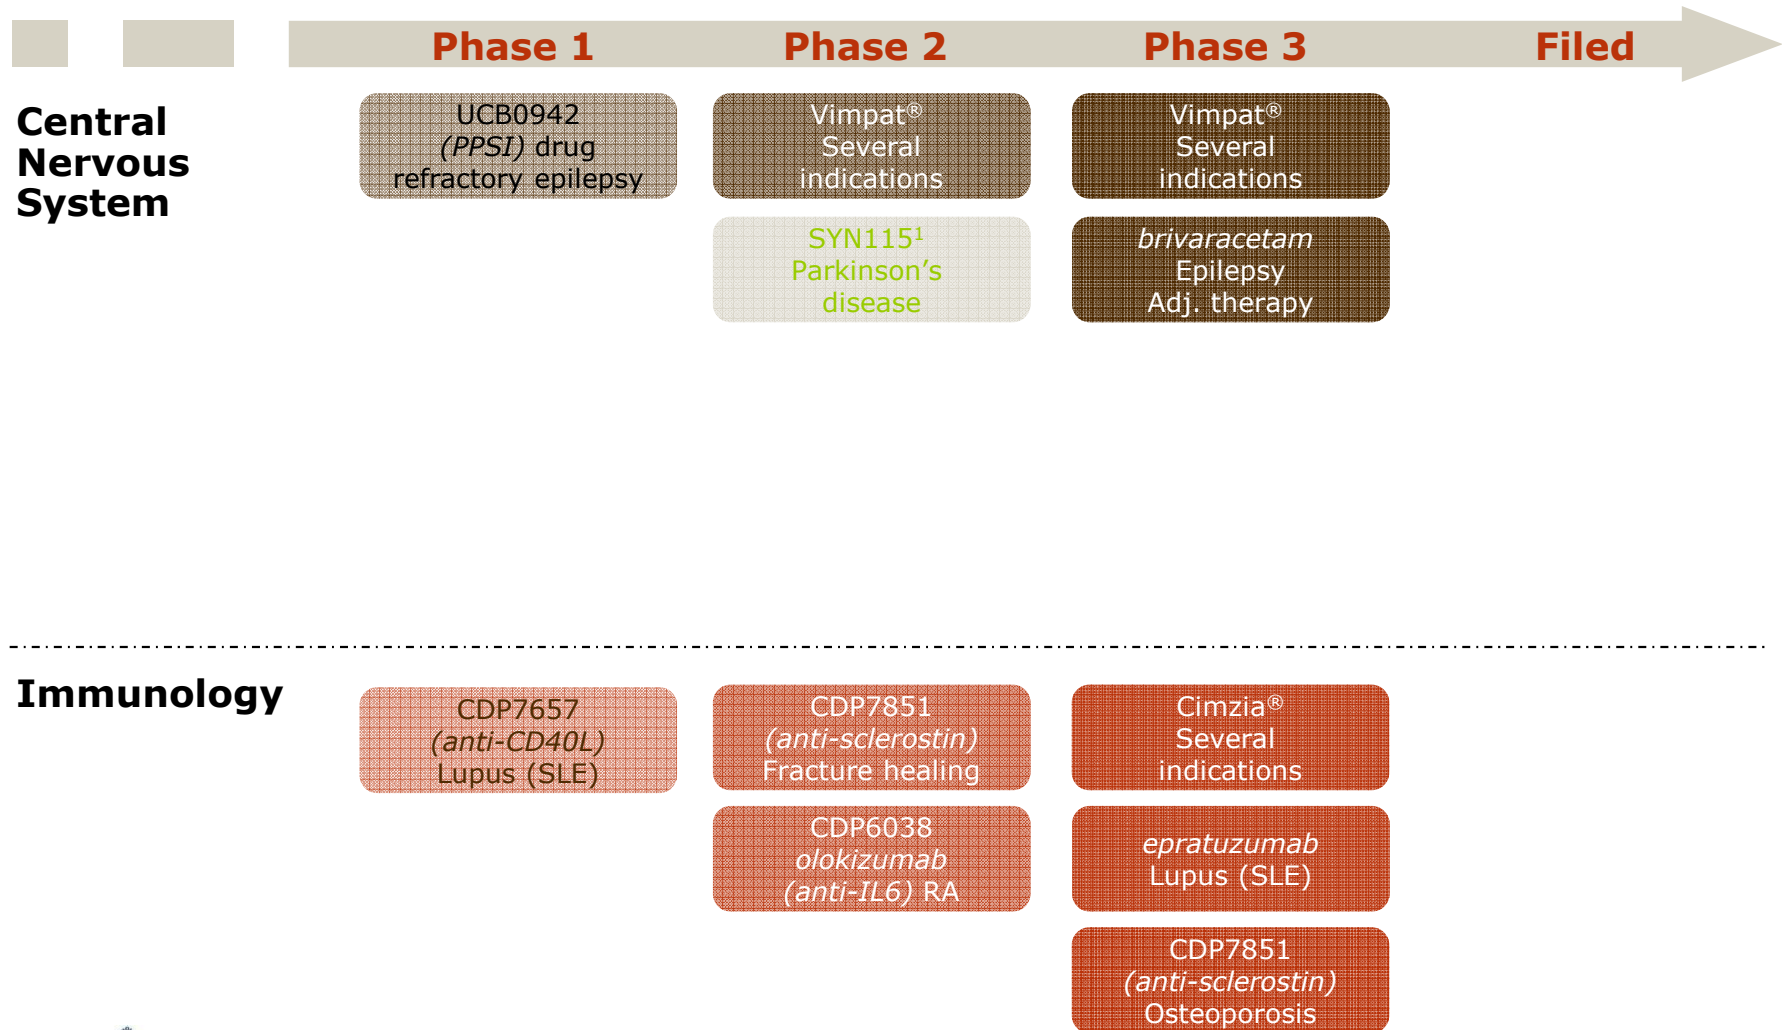 Phase 1
Phase 2
Phase 3
Filed
Central
Nervous
System
UCB0942
(PPSI) drug
refractory epilepsy
Vimpat®
Several
indications
Vimpat®
Several
indications
SYN115¹
Parkinson’s
disease
brivaracetam
Epilepsy
Adj. therapy
Immunology
CDP7657
(anti-CD40L)
Lupus (SLE)
CDP7851
(anti-sclerostin)
Fracture healing
Cimzia®
Several
indications
CDP6038
olokizumab
(anti-IL6) RA
epratuzumab
Lupus (SLE)
CDP7851
(anti-sclerostin)
Osteoporosis